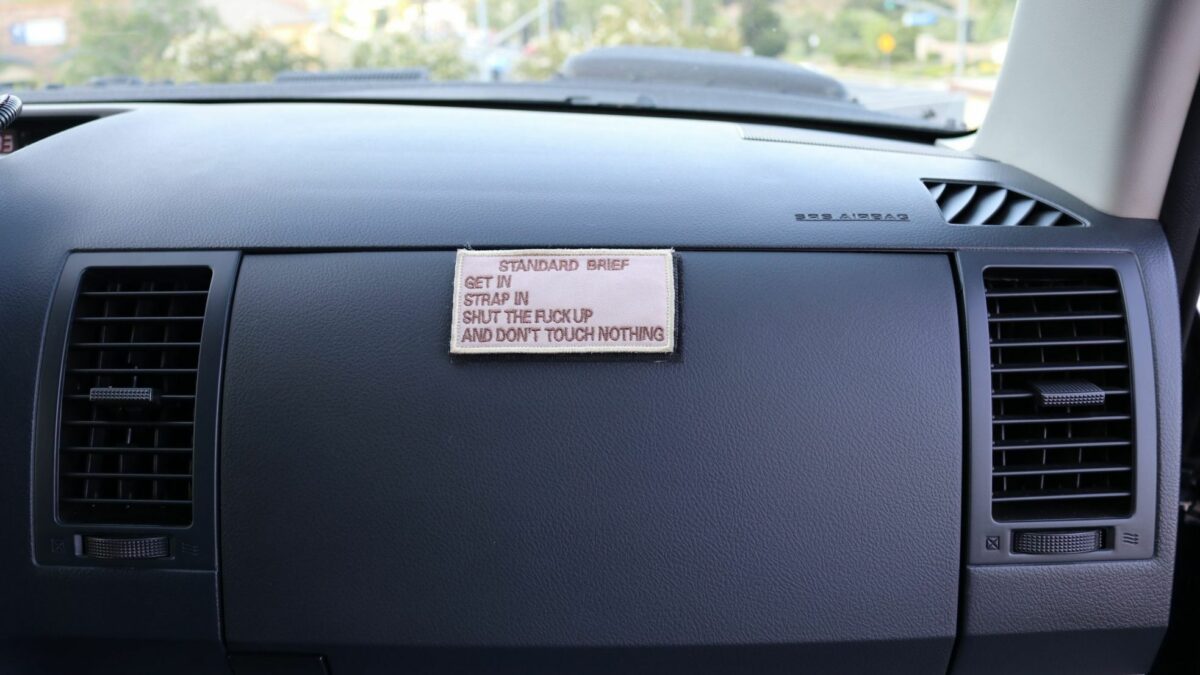 SRS AIRBAG
STANDARD BRIEF
GET IN
STRAP IN
SHUT THE FUCK UP
AND DON'T TOUCH NOTHING